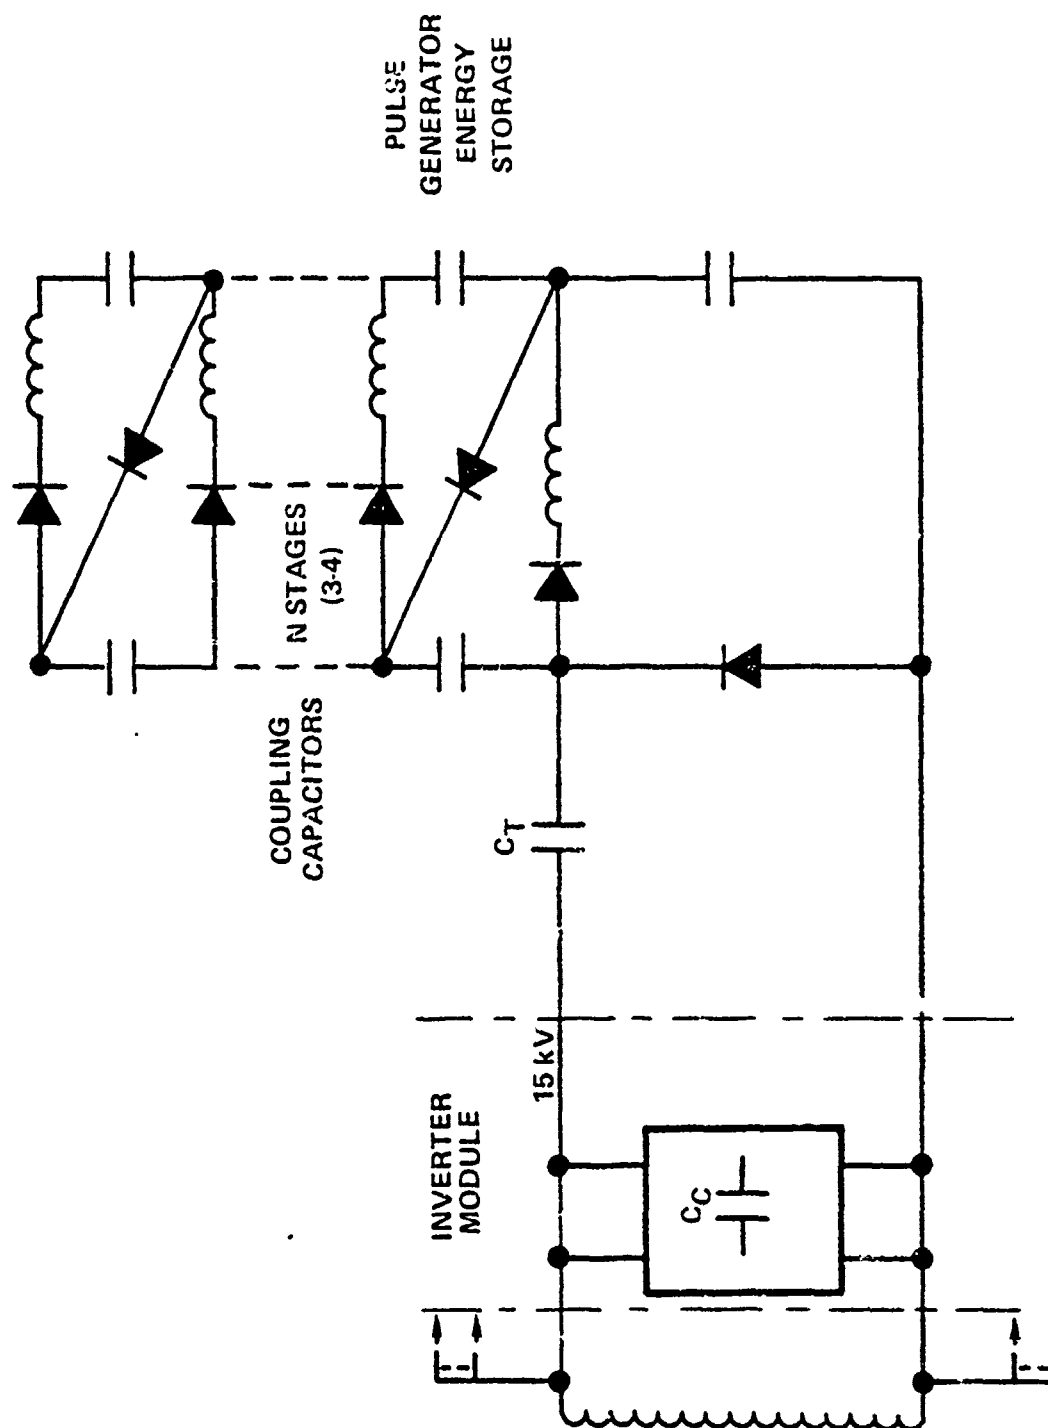 PULSE
GENERATOR
ENERGY
STORAGE
N STAGES
(3-4)
COUPLING
CAPACITORS
C_T
15 kV
INVERTER
MODULE
C_C